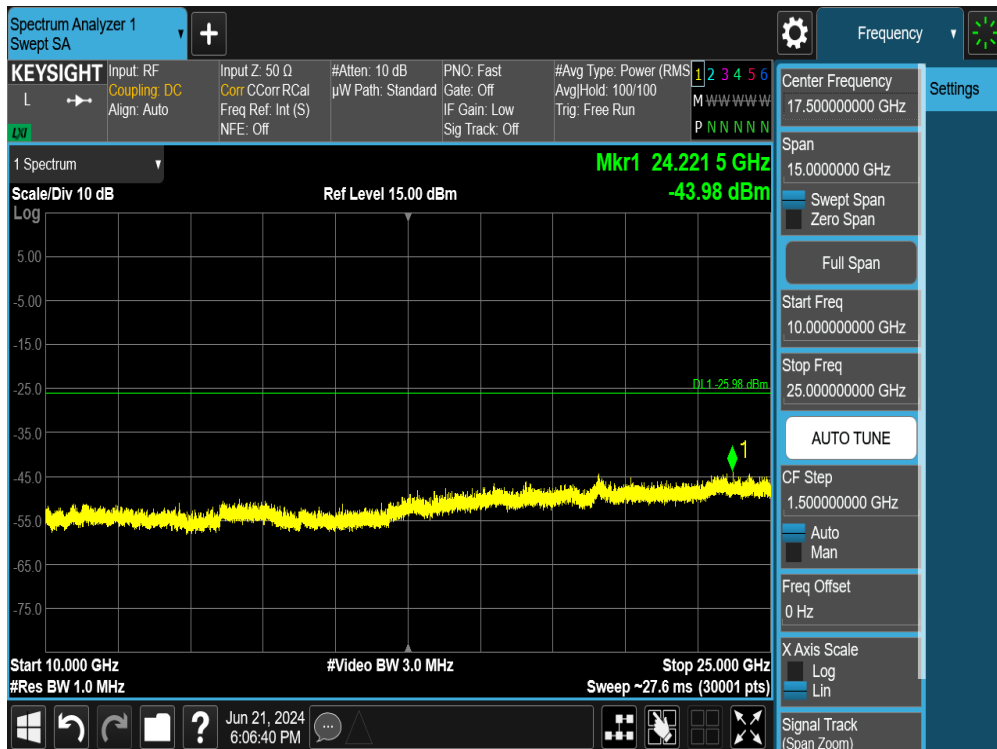 Spectrum Analyzer 1
Swept SA
+
Frequency
KEYSIGHT
L
LXI
Input: RF
Coupling: DC
Align: Auto
Input Z: 50 Ω
Corr CCorr RCal
Freq Ref: Int (S)
NFE: Off
#Atten: 10 dB
µW Path: Standard
PNO: Fast
Gate: Off
IF Gain: Low
Sig Track: Off
#Avg Type: Power (RMS
Avg|Hold: 100/100
Trig: Free Run
1 2 3 4 5 6
M W W W W W
P N N N N N
1 Spectrum
Mkr1 24.221 5 GHz
-43.98 dBm
Scale/Div 10 dB
Ref Level 15.00 dBm
Log
5.00
-5.00
-15.0
-25.0
-35.0
-45.0
-55.0
-65.0
-75.0
DL1 -25.98 dBm
1
Start 10.000 GHz
#Video BW 3.0 MHz
Stop 25.000 GHz
#Res BW 1.0 MHz
Sweep ~27.6 ms (30001 pts)
Center Frequency
17.500000000 GHz
Settings
Span
15.0000000 GHz
Swept Span
Zero Span
Full Span
Start Freq
10.000000000 GHz
Stop Freq
25.000000000 GHz
AUTO TUNE
CF Step
1.500000000 GHz
Auto
Man
Freq Offset
0 Hz
X Axis Scale
Log
Lin
Signal Track
(Span Zoom)
?
Jun 21, 2024
6:06:40 PM